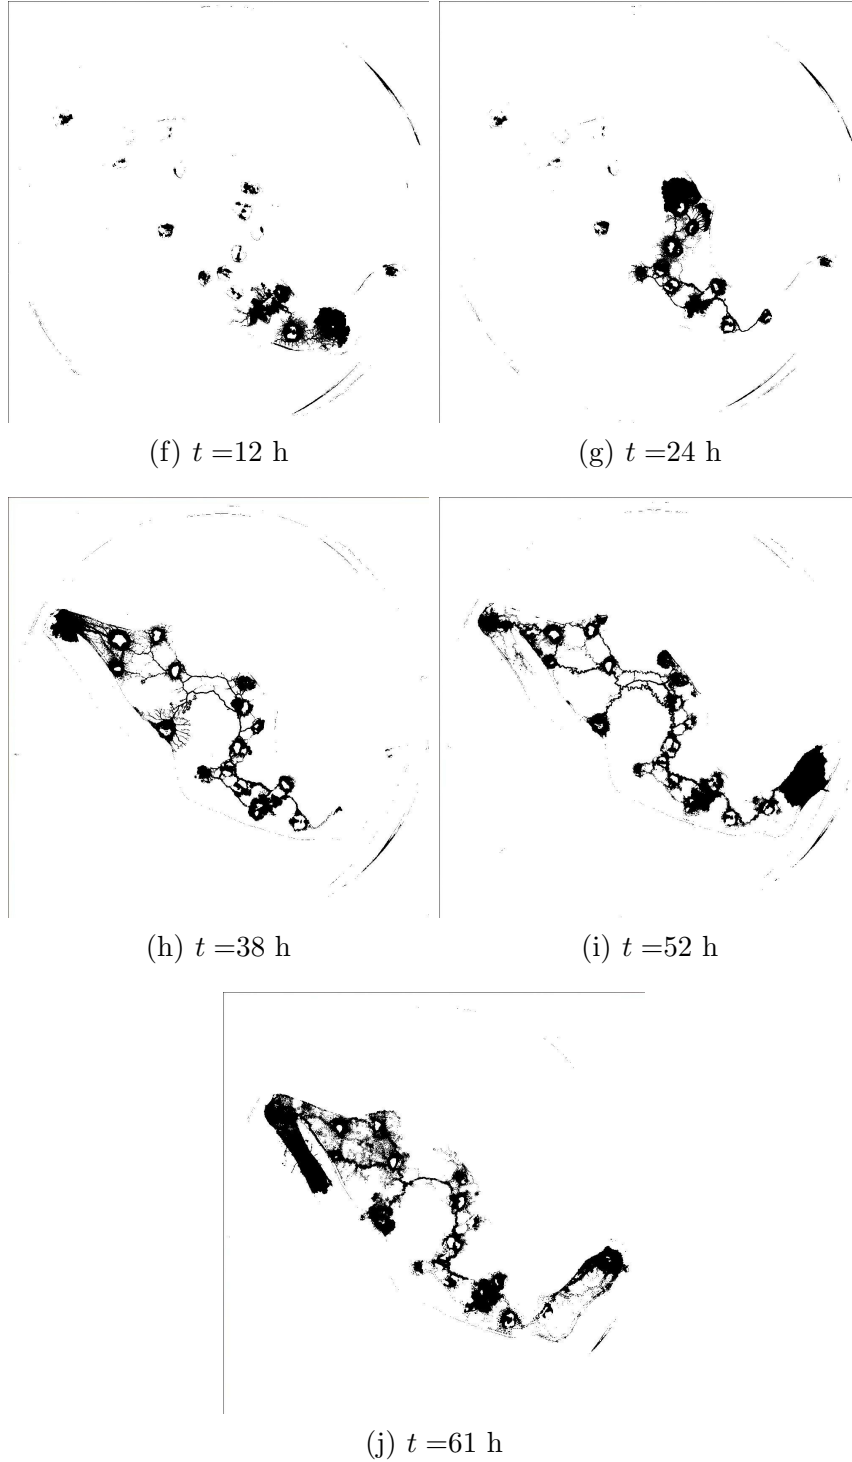 (f) t =12 h
(g) t =24 h
(h) t =38 h
(i) t =52 h
(j) t =61 h